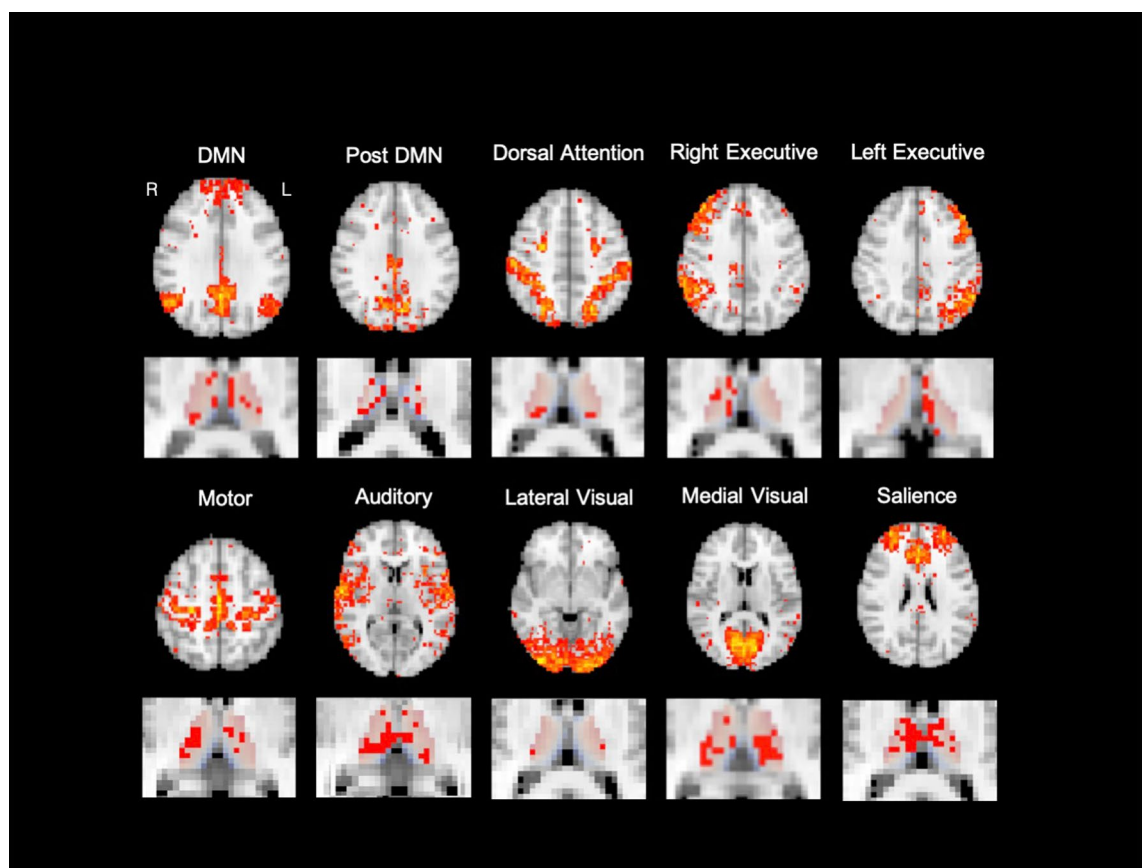 DMN
Post DMN
Dorsal Attention
Right Executive
Left Executive
R
L
Motor
Auditory
Lateral Visual
Medial Visual
Salience